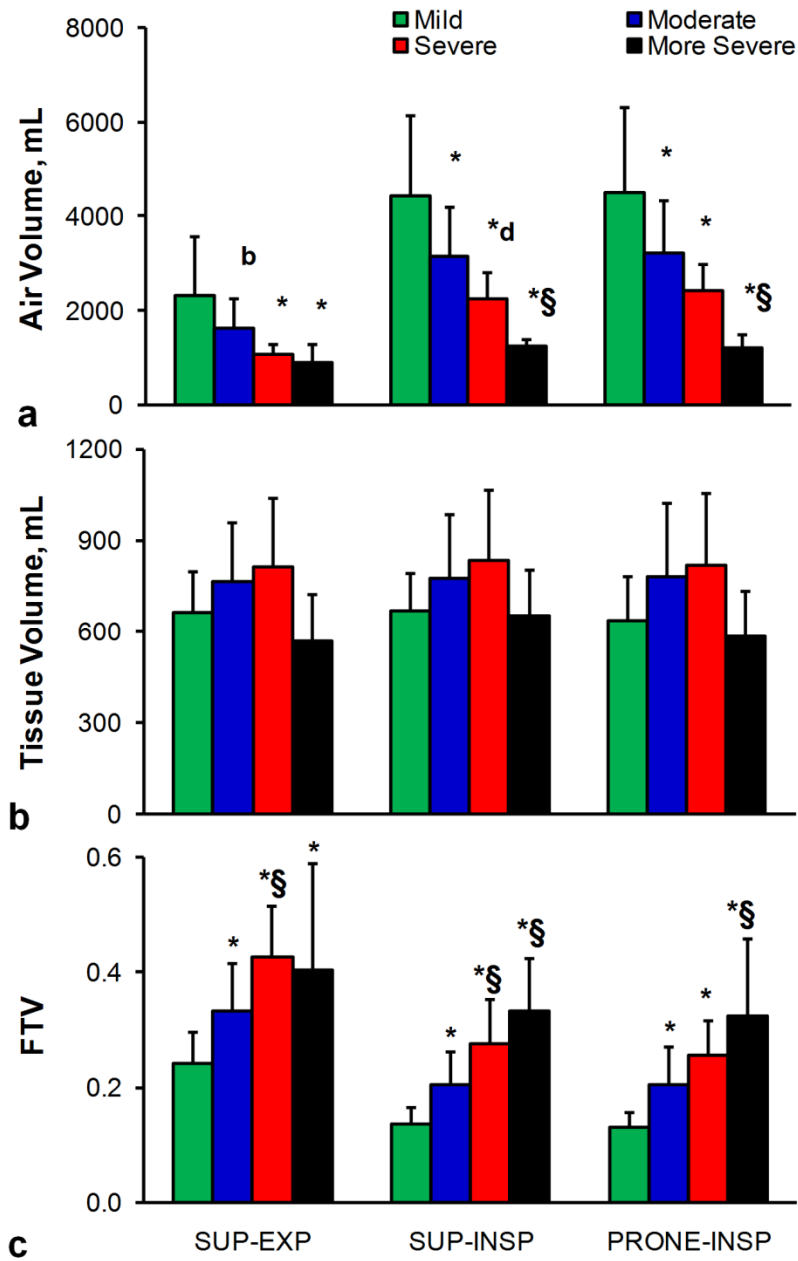 Mild Moderate
Severe More Severe
Air Volume, mL
8000
6000
4000
2000
0
b * *
* *d *§
* * *§
a
Tissue Volume, mL
1200
900
600
300
0
b
FTV
0.6
0.4
0.2
0.0
* *§ *
* *§ *§
* * *§
SUP-EXP SUP-INSP PRONE-INSP
c